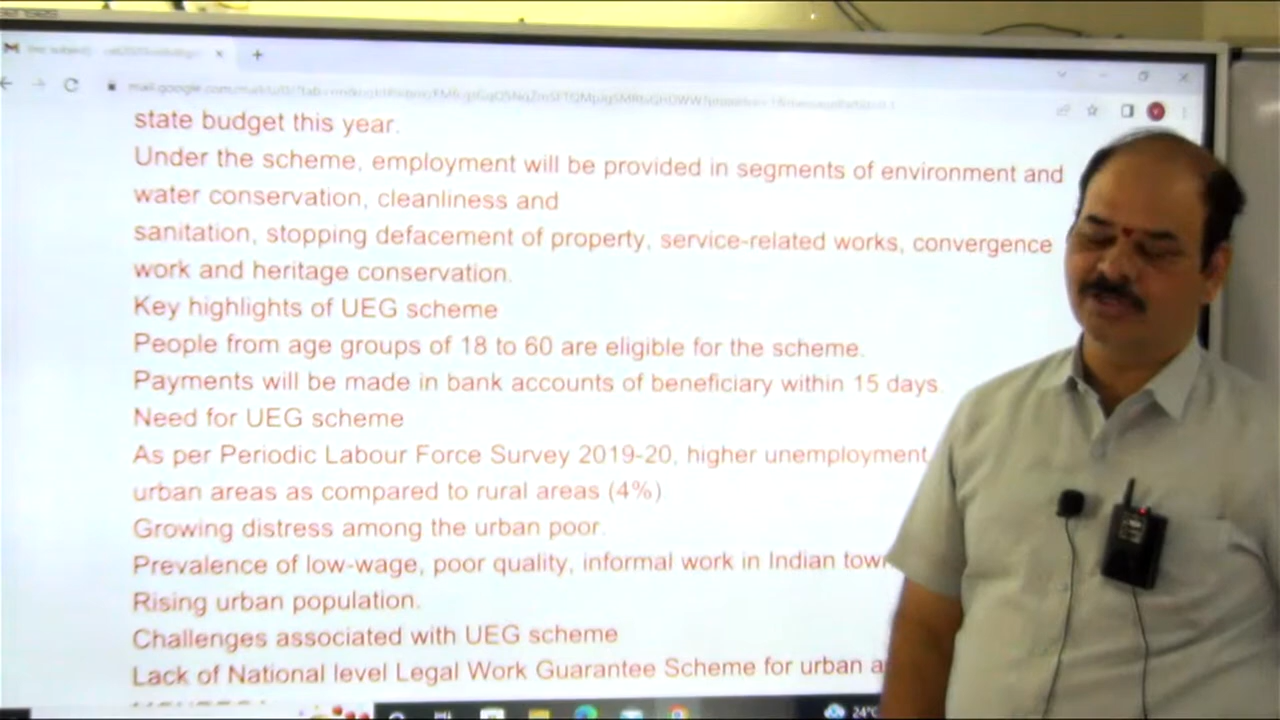 state budget this year.
Under the scheme, employment will be provided in segments of environment and
water conservation, cleanliness and
sanitation, stopping defacement of property, service-related works, convergence
work and heritage conservation.
Key highlights of UEG scheme
People from age groups of 18 to 60 are eligible for the scheme.
Payments will be made in bank accounts of beneficiary within 15 days.
Need for UEG scheme
As per Periodic Labour Force Survey 2019-20, higher unemployment
urban areas as compared to rural areas (4%)
Growing distress among the urban poor.
Prevalence of low-wage, poor quality, informal work in Indian
Rising urban population.
Challenges associated with UEG scheme
Lack of National level Legal Work Guarantee Scheme for urban
24°C